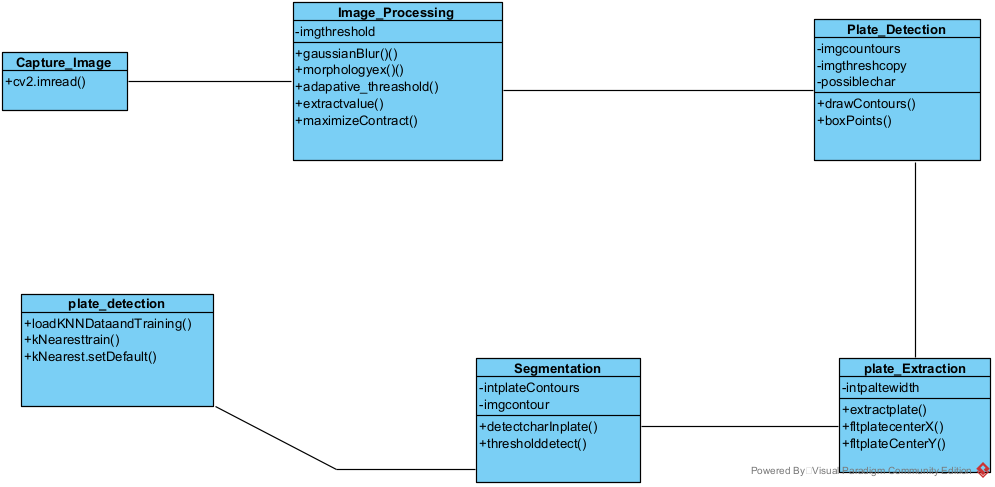 Capture_Image
+cv2.imread()
Image_Processing
-imgthreshold
+gaussianBlur()()
+morphologyex()()
+adapative_threashold()
+extractvalue()
+maximizeContract()
Plate_Detection
-imgcountours
-imgthreshcopy
-possiblechar
+drawContours()
+boxPoints()
plate_detection
+loadKNNDataandTraining()
+kNearesttrain()
+kNearest.setDefault()
Segmentation
-intplateContours
-imgcontour
+detectcharInplate()
+thresholddetect()
plate_Extraction
-intpaltewidth
+extractplate()
+fltplatecenterX()
+fltplateCenterY()
Powered By Visual Paradigm Community Edition